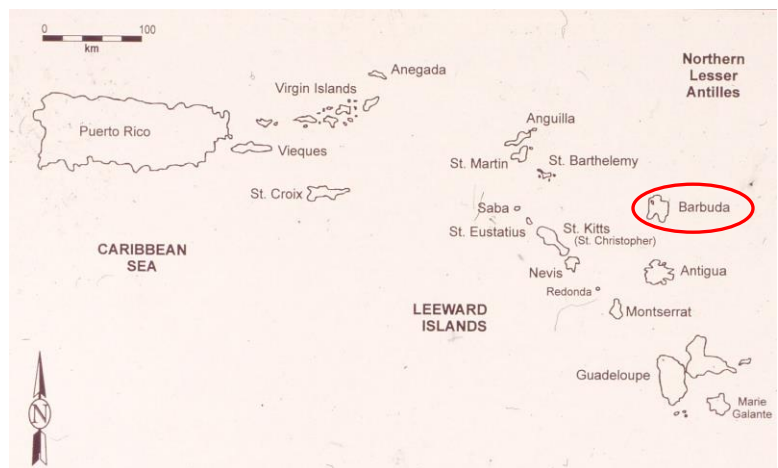 0 100
km
Northern
Lesser
Antilles
Anegada
Virgin Islands
Puerto Rico
Vieques
St. Croix
Anguilla
St. Martin
St. Barthelemy
Saba
Barbuda
St. Eustatius
St. Kitts
(St. Christopher)
CARIBBEAN
SEA
Nevis
Antigua
Redonda
LEEWARD
ISLANDS
Montserrat
Guadeloupe
Marie
Galante
N